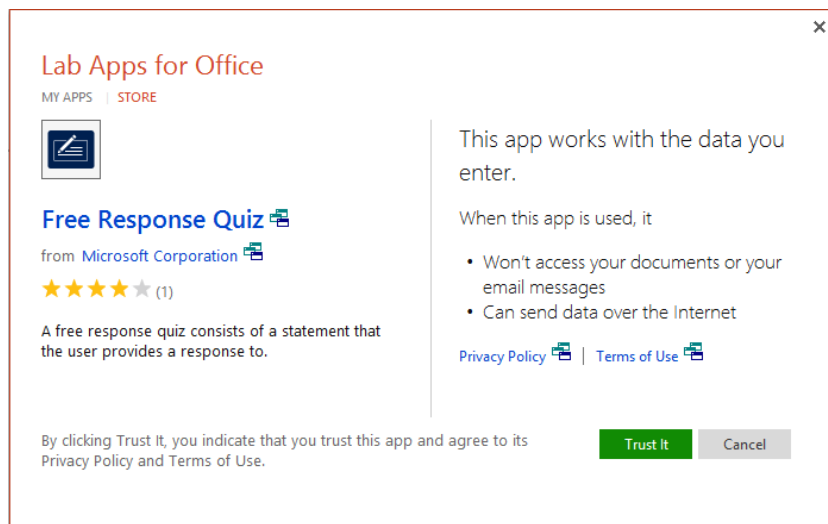 Lab Apps for Office
MY APPS | STORE
Free Response Quiz
from Microsoft Corporation
(1)
A free response quiz consists of a statement that
the user provides a response to.
This app works with the data you
enter.
When this app is used, it
• Won't access your documents or your
email messages
• Can send data over the Internet
Privacy Policy | Terms of Use
By clicking Trust It, you indicate that you trust this app and agree to its
Privacy Policy and Terms of Use.
Trust It
Cancel